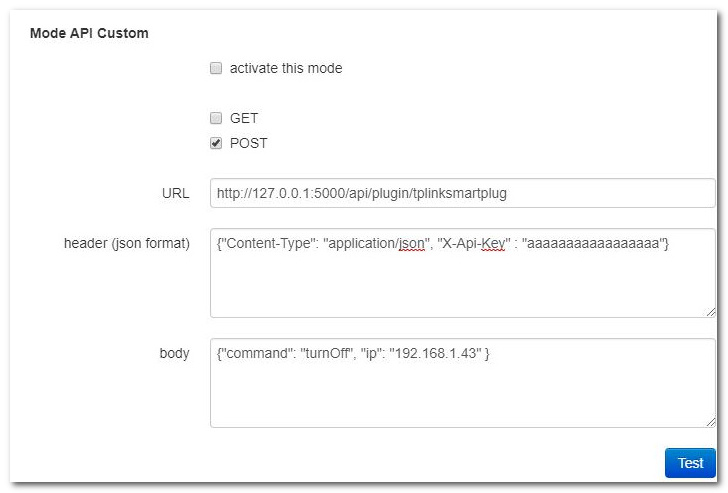 Mode API Custom
activate this mode
GET
POST
URL
http://127.0.0.1:5000/api/plugin/tplinksmartplug
header (json format)
{"Content-Type": "application/json", "X-Api-Key" : "aaaaaaaaaaaaaaaaa"}
body
{"command": "turnOff", "ip": "192.168.1.43" }
Test